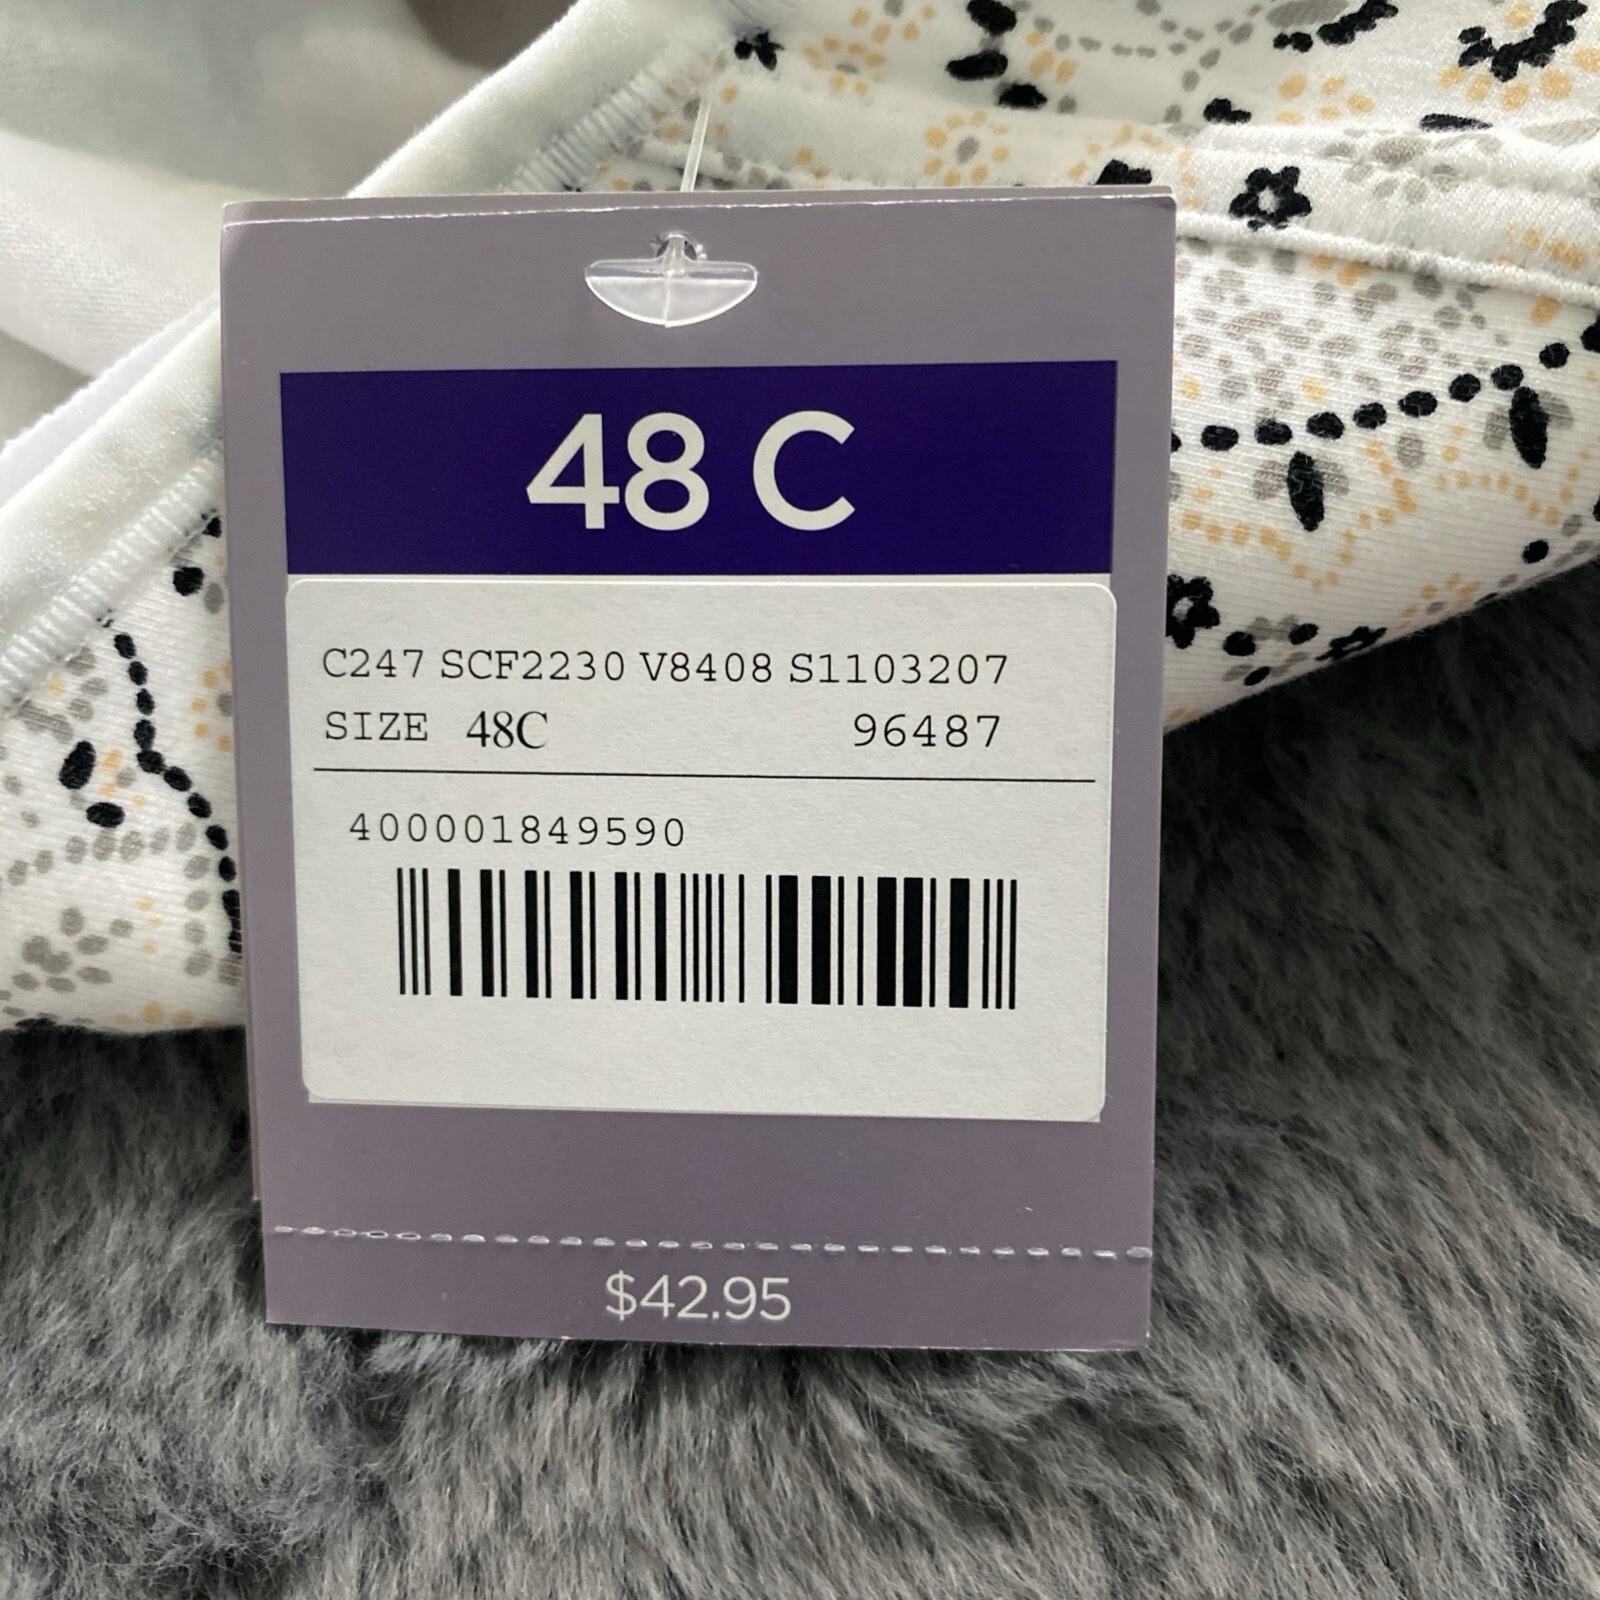 48 C
C247 SCF2230 V8408 S1103207
SIZE 48C 96487
400001849590
$42.95